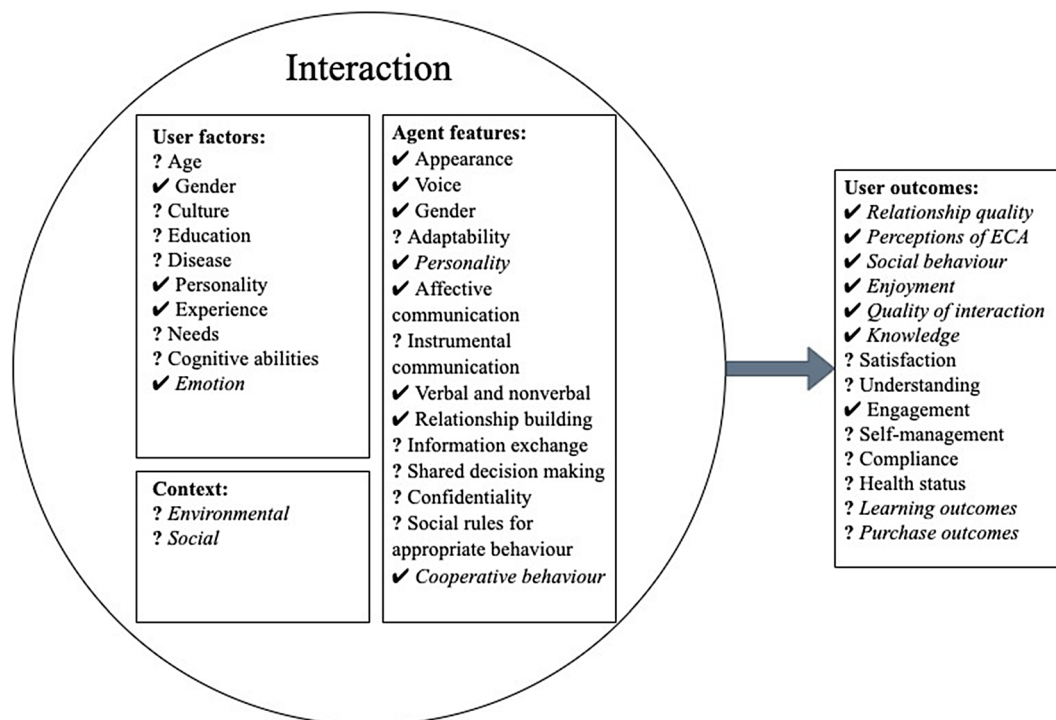 Interaction
User factors:
? Age
✔ Gender
? Culture
? Education
? Disease
✔ Personality
✔ Experience
? Needs
? Cognitive abilities
✔ Emotion
Context:
? Environmental
? Social
Agent features:
✔ Appearance
✔ Voice
✔ Gender
? Adaptability
✔ Personality
✔ Affective
communication
? Instrumental
communication
✔ Verbal and nonverbal
✔ Relationship building
? Information exchange
? Shared decision making
? Confidentiality
? Social rules for
appropriate behaviour
✔ Cooperative behaviour
User outcomes:
✔ Relationship quality
✔ Perceptions of ECA
✔ Social behaviour
✔ Enjoyment
✔ Quality of interaction
✔ Knowledge
? Satisfaction
? Understanding
✔ Engagement
? Self-management
? Compliance
? Health status
? Learning outcomes
? Purchase outcomes